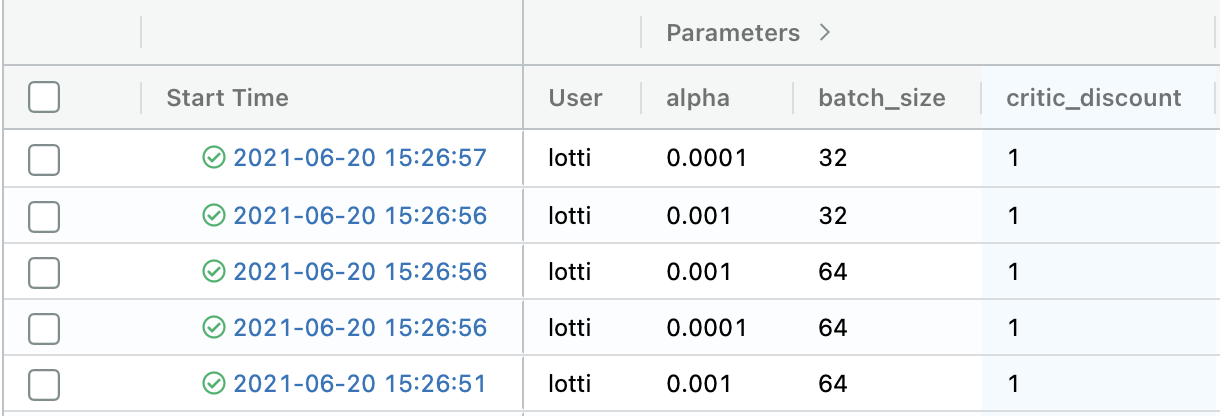 Parameters >
Start Time User alpha batch_size critic_discount
2021-06-20 15:26:57 lotti 0.0001 32 1
2021-06-20 15:26:56 lotti 0.001 32 1
2021-06-20 15:26:56 lotti 0.001 64 1
2021-06-20 15:26:56 lotti 0.0001 64 1
2021-06-20 15:26:51 lotti 0.001 64 1